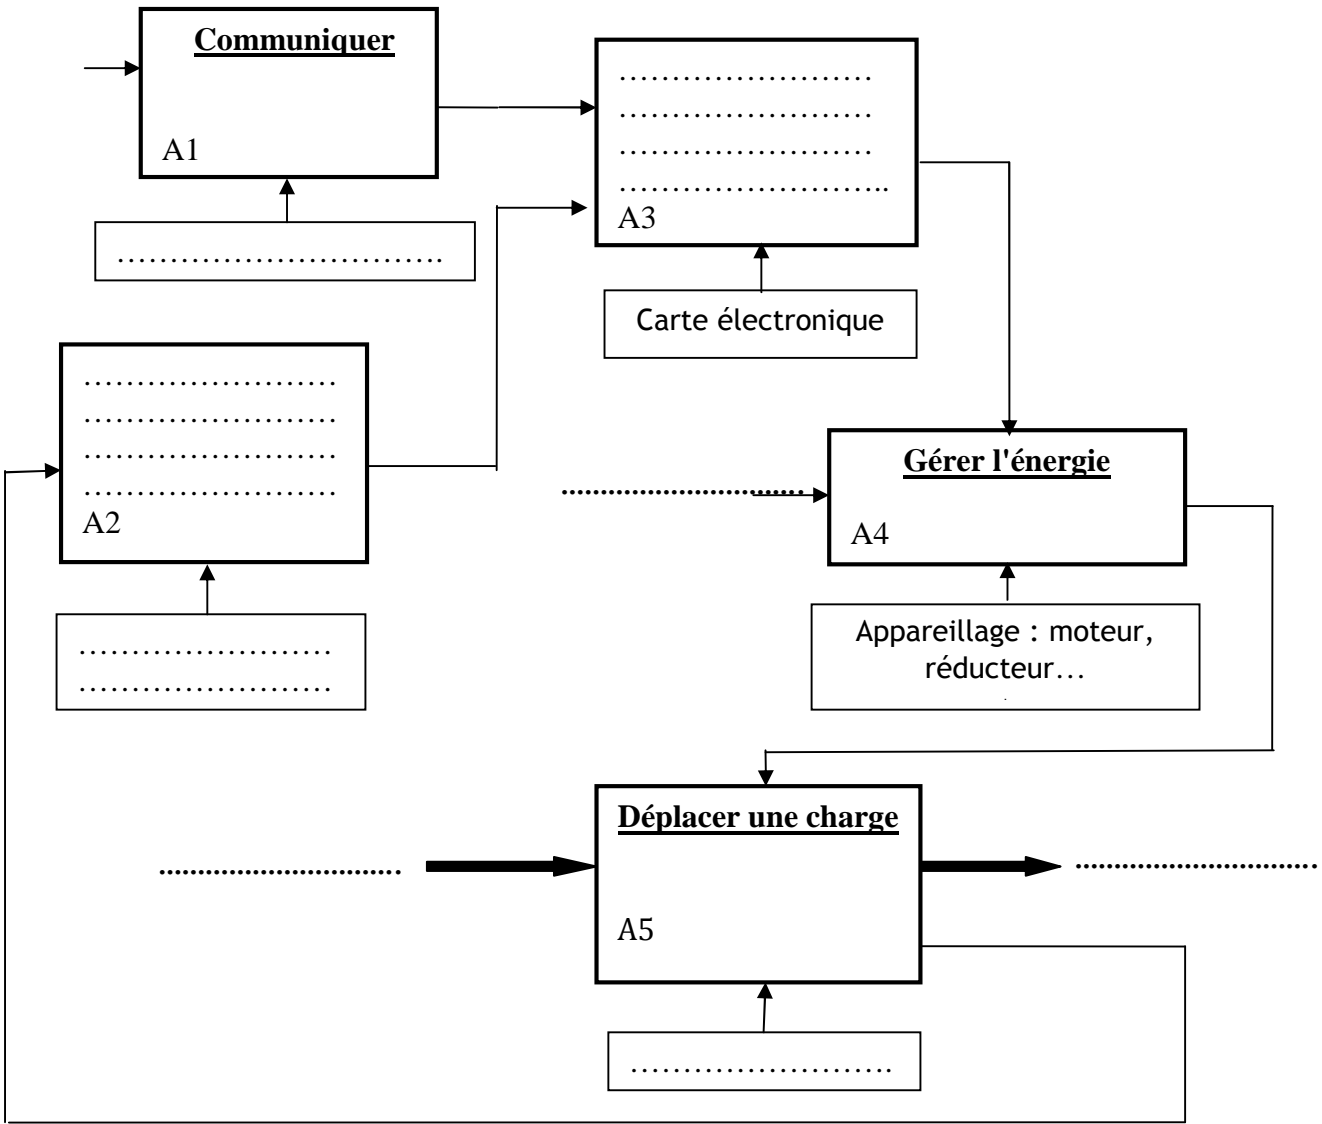 Communiquer
A1
……………………………
……………………
……………………
……………………
……………………..
A3
Carte électronique
……………………
……………………
……………………
……………………
A2
……………………
……………………
……………………
Gérer l'énergie
A4
Appareillage : moteur,
réducteur…
.
Déplacer une charge
……………………
……………………
A5
……………………